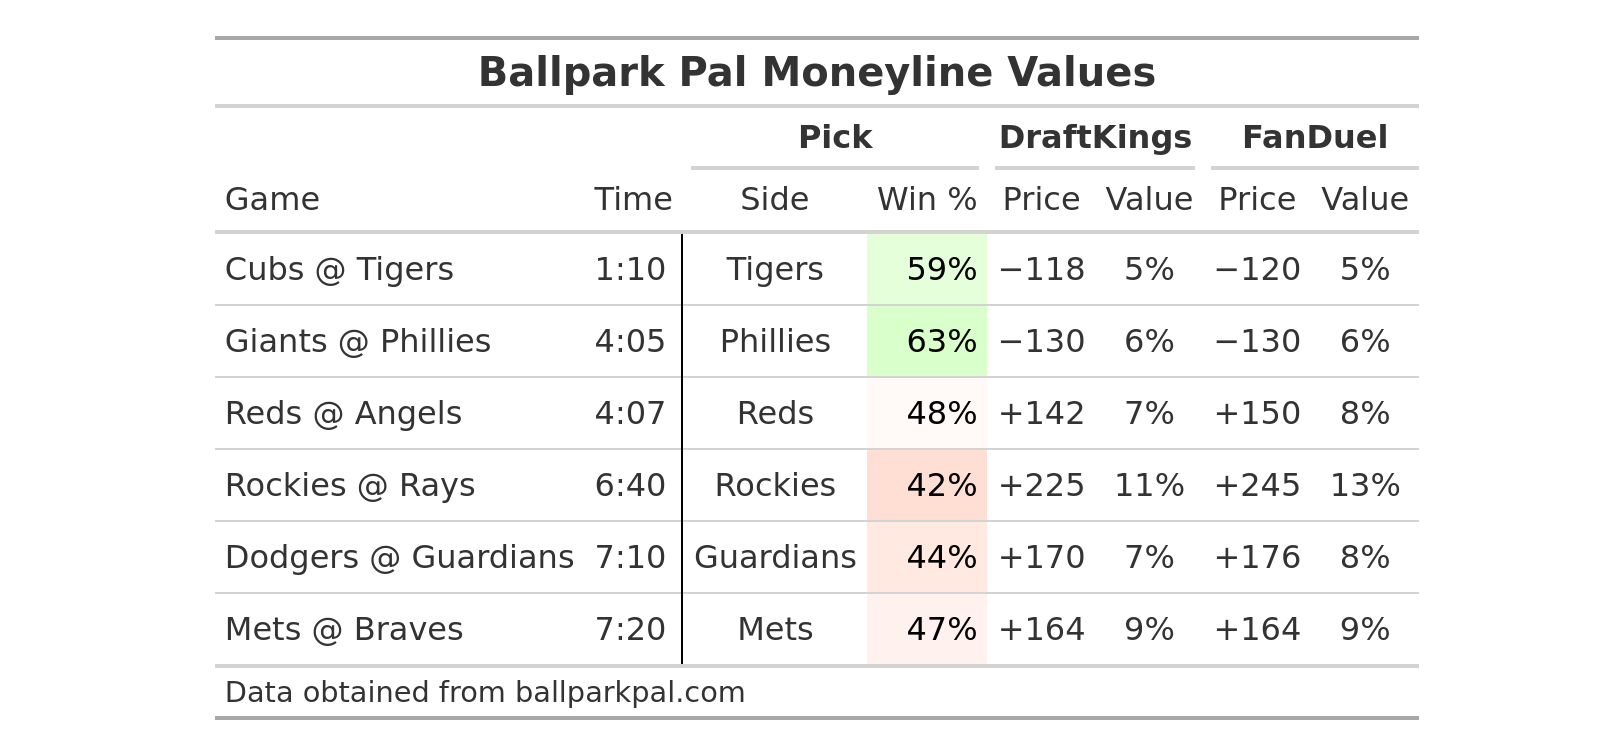 Ballpark Pal Moneyline Values
Pick DraftKings FanDuel
Game Time Side Win % Price Value Price Value
Cubs @ Tigers 1:10 Tigers 59% −118 5% −120 5%
Giants @ Phillies 4:05 Phillies 63% −130 6% −130 6%
Reds @ Angels 4:07 Reds 48% +142 7% +150 8%
Rockies @ Rays 6:40 Rockies 42% +225 11% +245 13%
Dodgers @ Guardians 7:10 Guardians 44% +170 7% +176 8%
Mets @ Braves 7:20 Mets 47% +164 9% +164 9%
Data obtained from ballparkpal.com